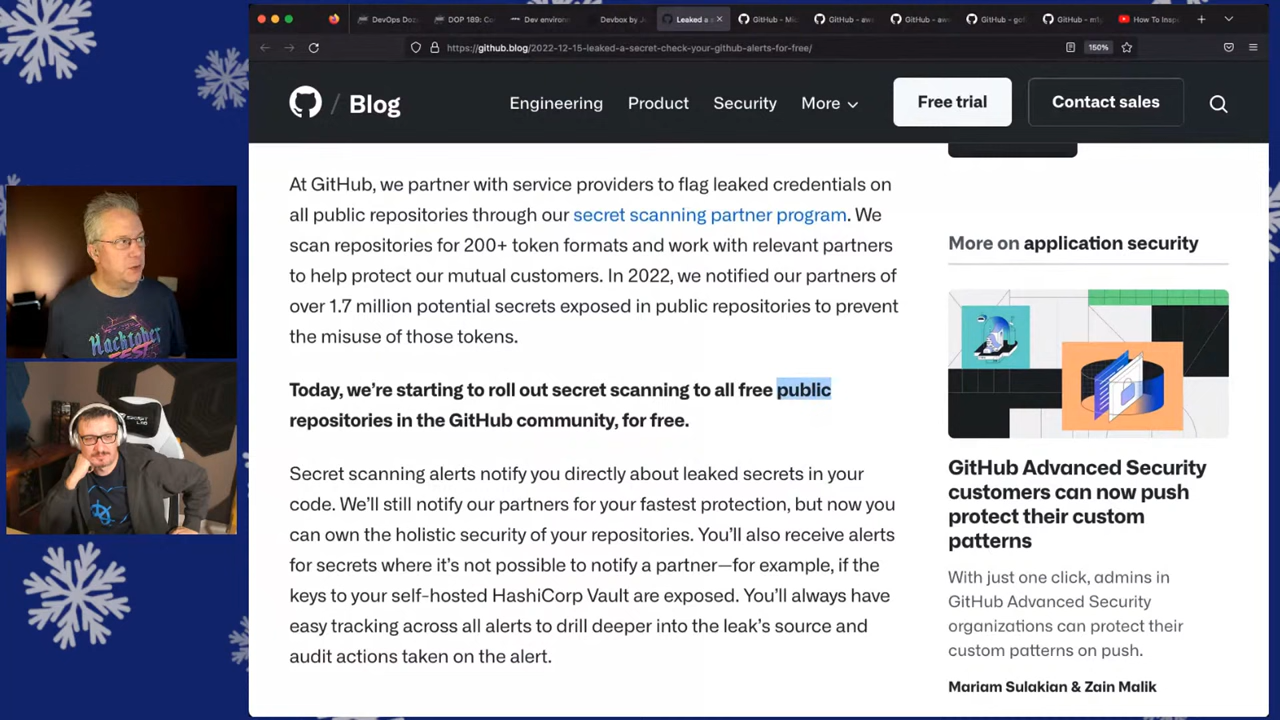 DevOps Doz
DOP 189: Co
Dev environ
Devbox by J
Leaked a s
GitHub - Mi
GitHub - aw
GitHub - aw
GitHub - go
GitHub - m1
How To Insp
https://github.blog/2022-12-15-leaked-a-secret-check-your-github-alerts-for-free/
150%
/ Blog
Engineering
Product
Security
More
Free trial
Contact sales
At GitHub, we partner with service providers to flag leaked credentials on
all public repositories through our secret scanning partner program. We
scan repositories for 200+ token formats and work with relevant partners
to help protect our mutual customers. In 2022, we notified our partners of
over 1.7 million potential secrets exposed in public repositories to prevent
the misuse of those tokens.
Today, we're starting to roll out secret scanning to all free public
repositories in the GitHub community, for free.
Secret scanning alerts notify you directly about leaked secrets in your
code. We'll still notify our partners for your fastest protection, but now you
can own the holistic security of your repositories. You'll also receive alerts
for secrets where it's not possible to notify a partner—for example, if the
keys to your self-hosted HashiCorp Vault are exposed. You'll always have
easy tracking across all alerts to drill deeper into the leak's source and
audit actions taken on the alert.
More on application security
GitHub Advanced Security
customers can now push
protect their custom
patterns
With just one click, admins in
GitHub Advanced Security
organizations can protect their
custom patterns on push.
Mariam Sulakian & Zain Malik
Hacktober